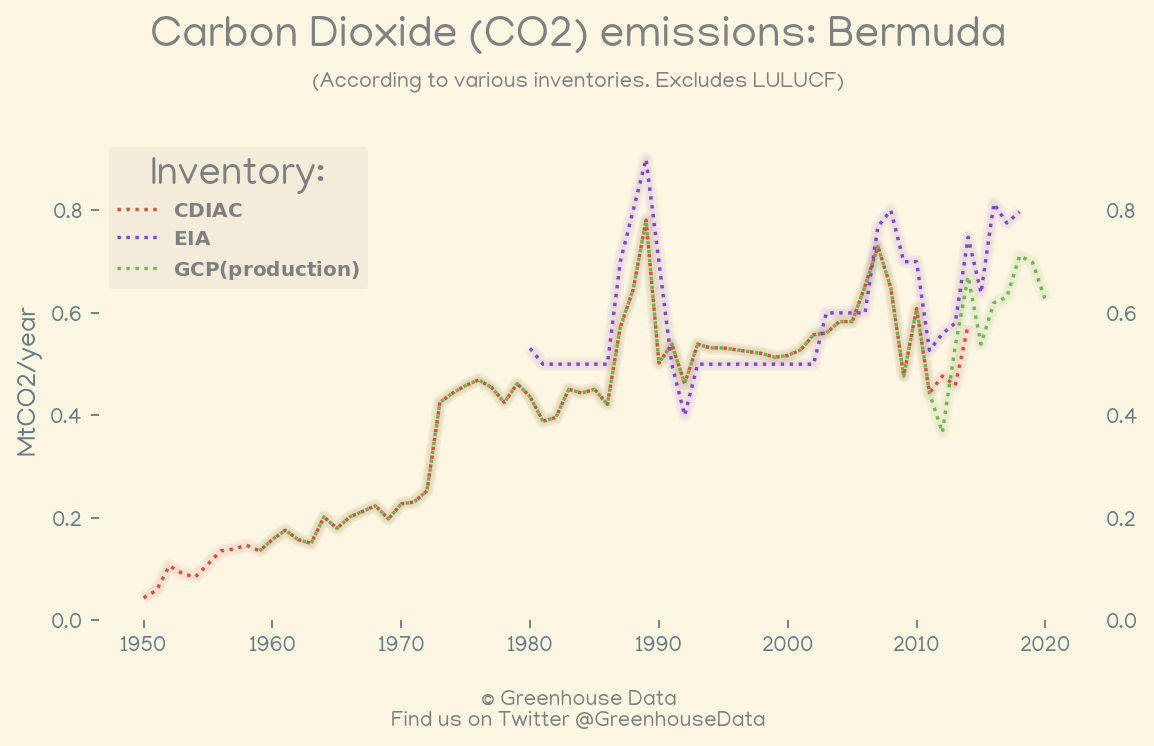 Carbon Dioxide (CO2) emissions: Bermuda
(According to various inventories. Excludes LULUCF)
Inventory:
CDIAC
EIA
GCP(production)
MtCO2/year
0.8
0.6
0.4
0.2
0.0
0.8
0.6
0.4
0.2
0.0
1950 1960 1970 1980 1990 2000 2010 2020
© Greenhouse Data
Find us on Twitter @GreenhouseData